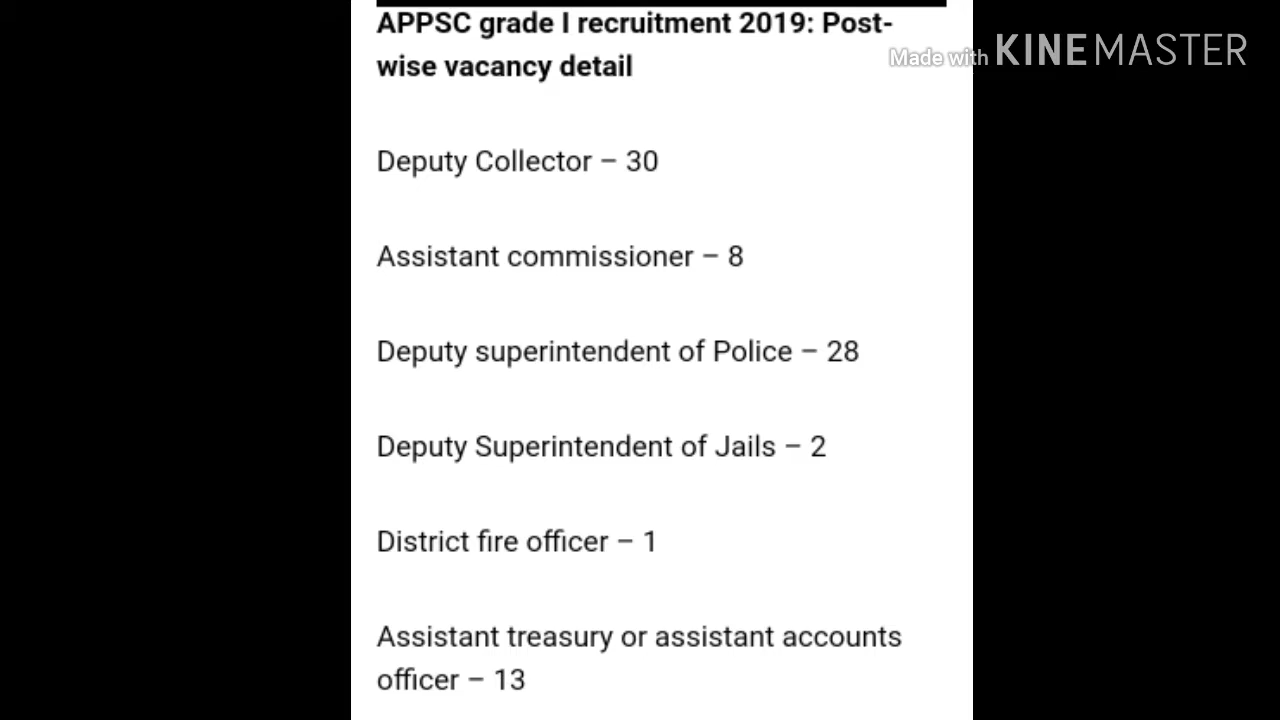 APPSC grade I recruitment 2019: Post-
wise vacancy detail
Made with KINEMASTER
Deputy Collector – 30
Assistant commissioner – 8
Deputy superintendent of Police – 28
Deputy Superintendent of Jails – 2
District fire officer – 1
Assistant treasury or assistant accounts
officer – 13